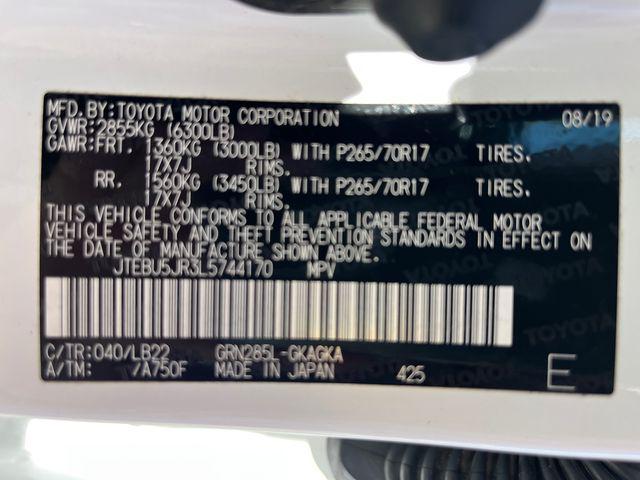 MFD.BY:TOYOTA MOTOR CORPORATION 08/19
GVWR:2855KG (6300LB)
GAWR:FRT. 1360KG (3000LB) WITH P265/70R17 TIRES.
17X7J RIMS.
RR. 1560KG (3450LB) WITH P265/70R17 TIRES.
17X7J RIMS.
THIS VEHICLE CONFORMS TO ALL APPLICABLE FEDERAL MOTOR
VEHICLE SAFETY AND THEFT PREVENTION STANDARDS IN EFFECT ON
THE DATE OF MANUFACTURE SHOWN ABOVE.
JTEBU5JR3L5744170 MPV
C/TR:040/LB22 GRN285L-GKAGKA
A/TM: /A750F MADE IN JAPAN 425 E